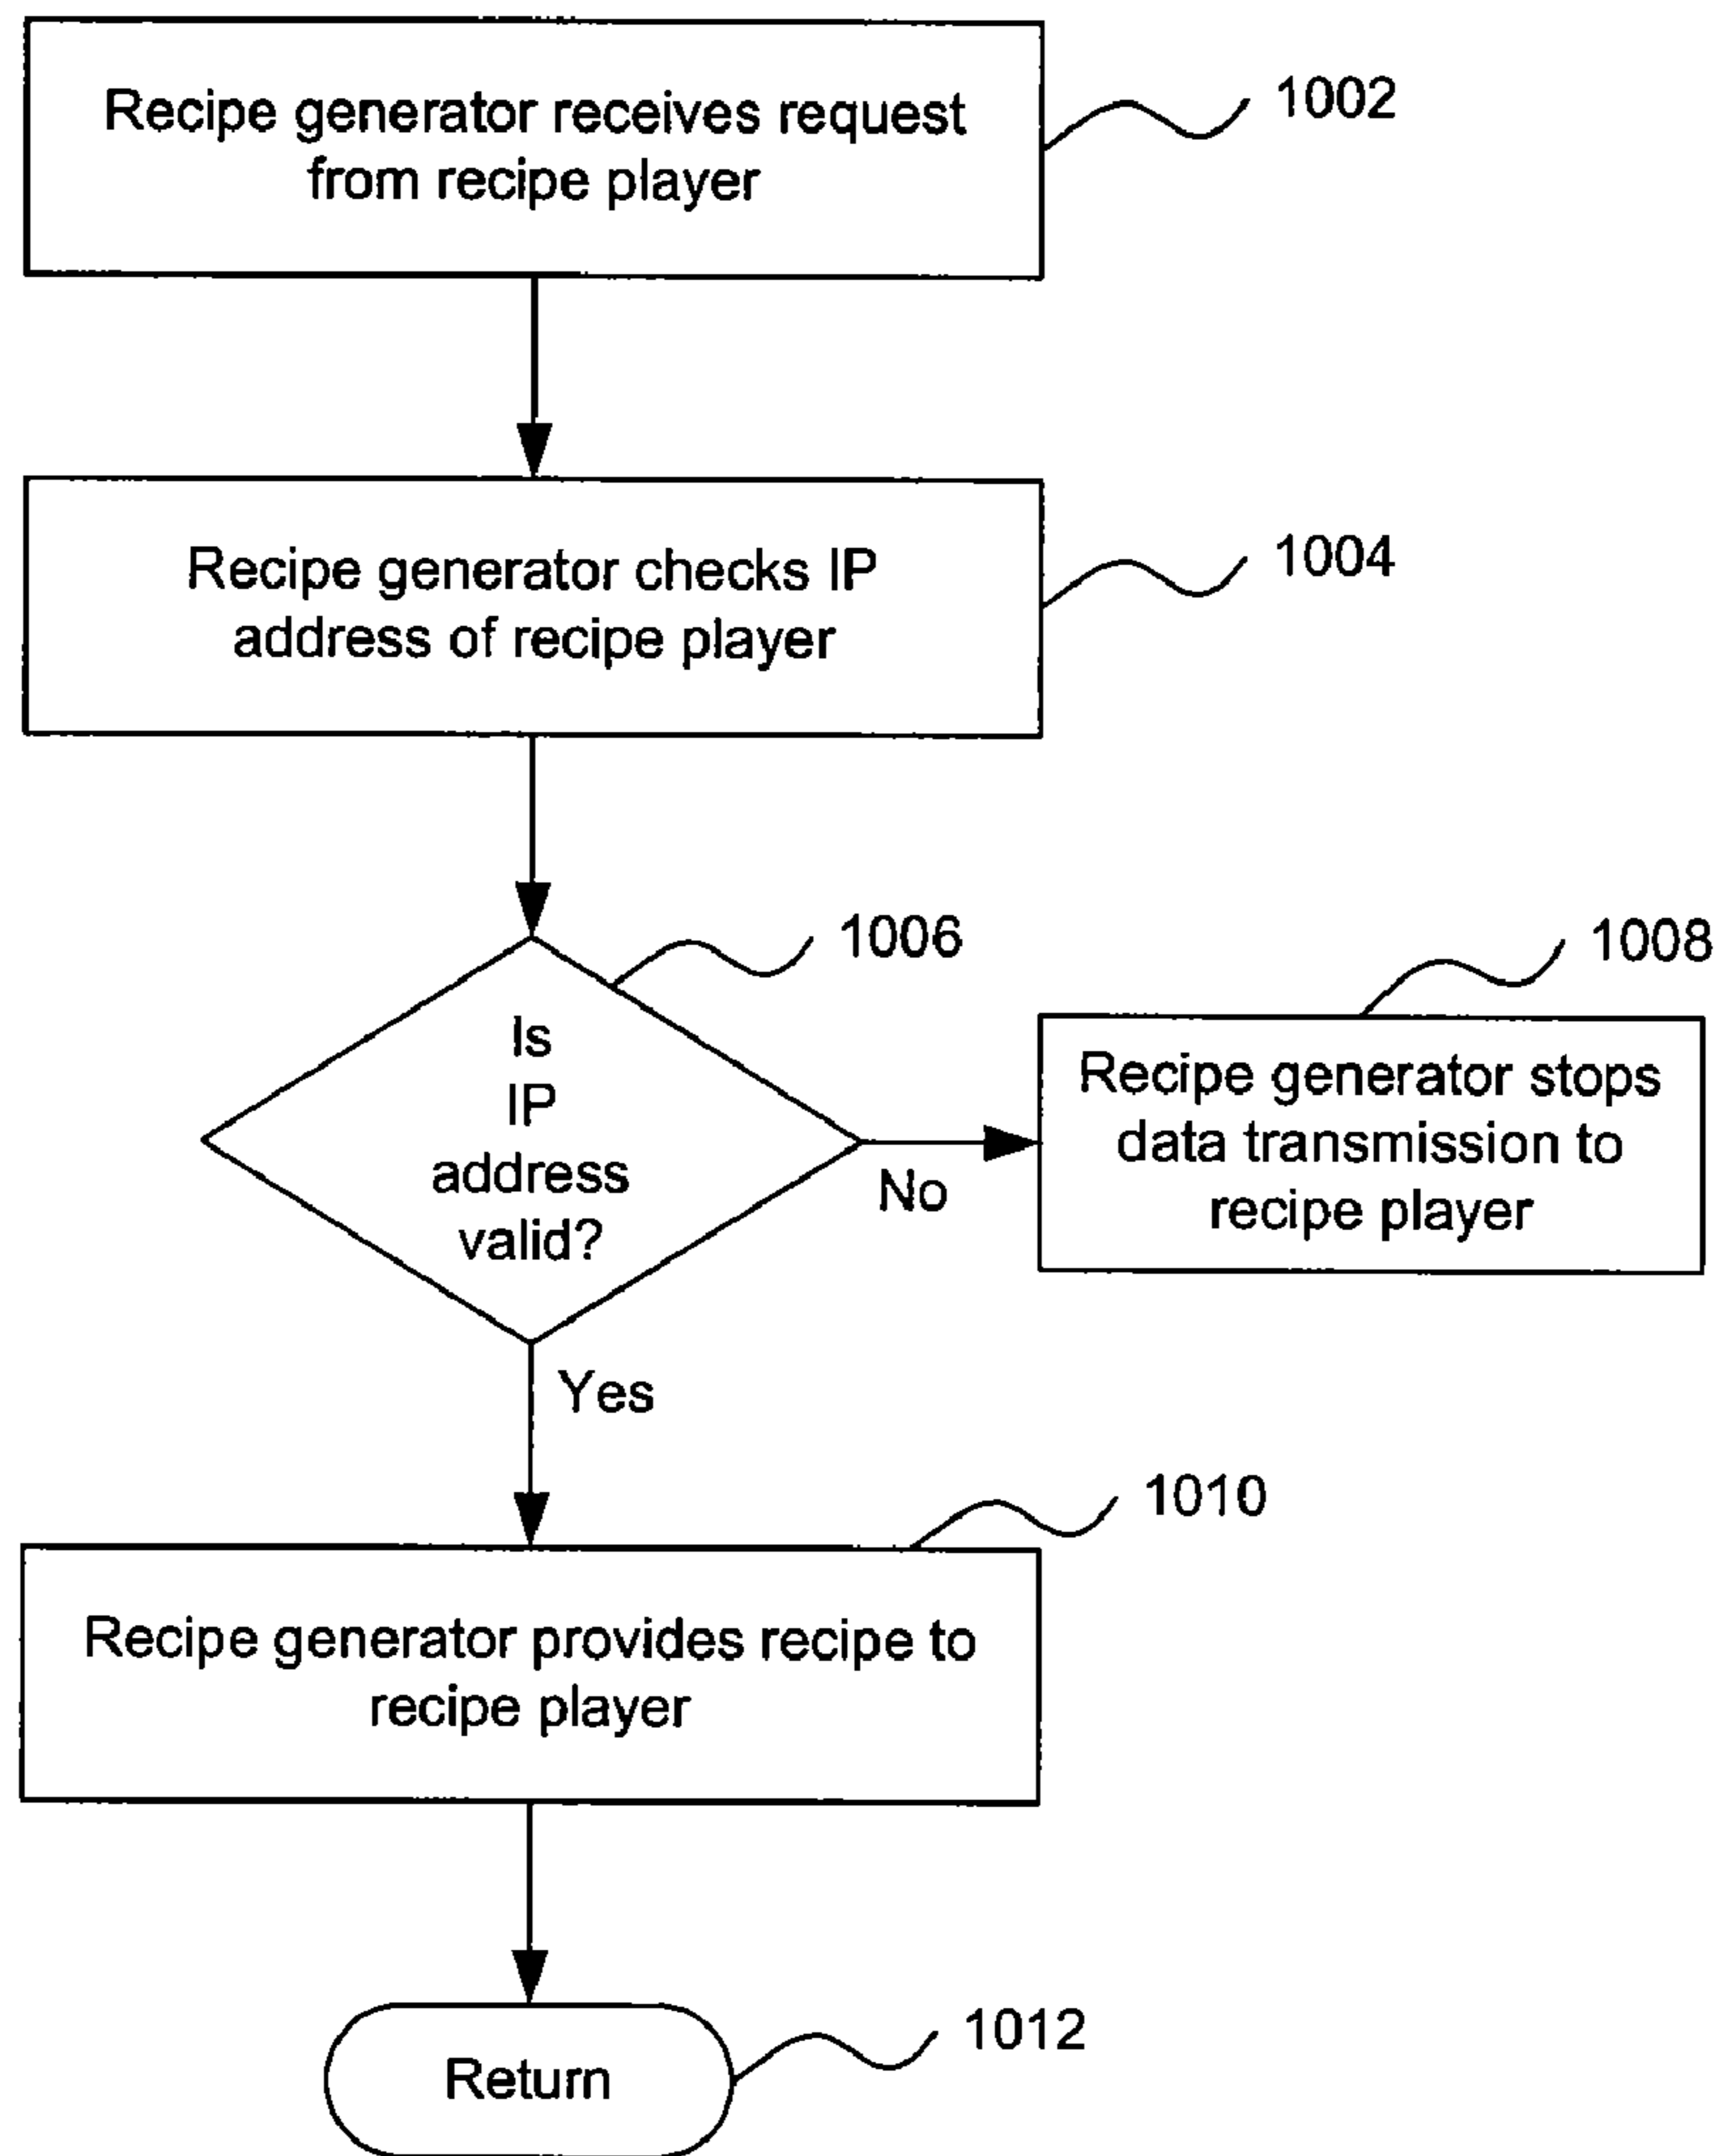 Recipe generator receives request
from recipe player
1002
Recipe generator checks IP
address of recipe player
1004
1006
Is
IP
address
valid?
No
1008
Recipe generator stops
data transmission to
recipe player
Yes
1010
Recipe generator provides recipe to
recipe player
Return
1012